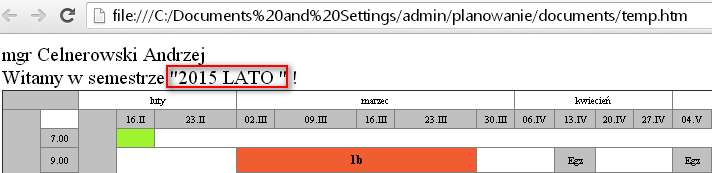 file:///C:/Documents%20and%20Settings/admin/planowanie/documents/temp.htm
mgr Celnerowski Andrzej
Witamy w semestrze "2015 LATO " !
luty marzec kwiecień
16.II 23.II 02.III 09.III 16.III 23.III 30.III 06.IV 13.IV 20.IV 27.IV 04.V
7.00
9.00 1b Egz Egz